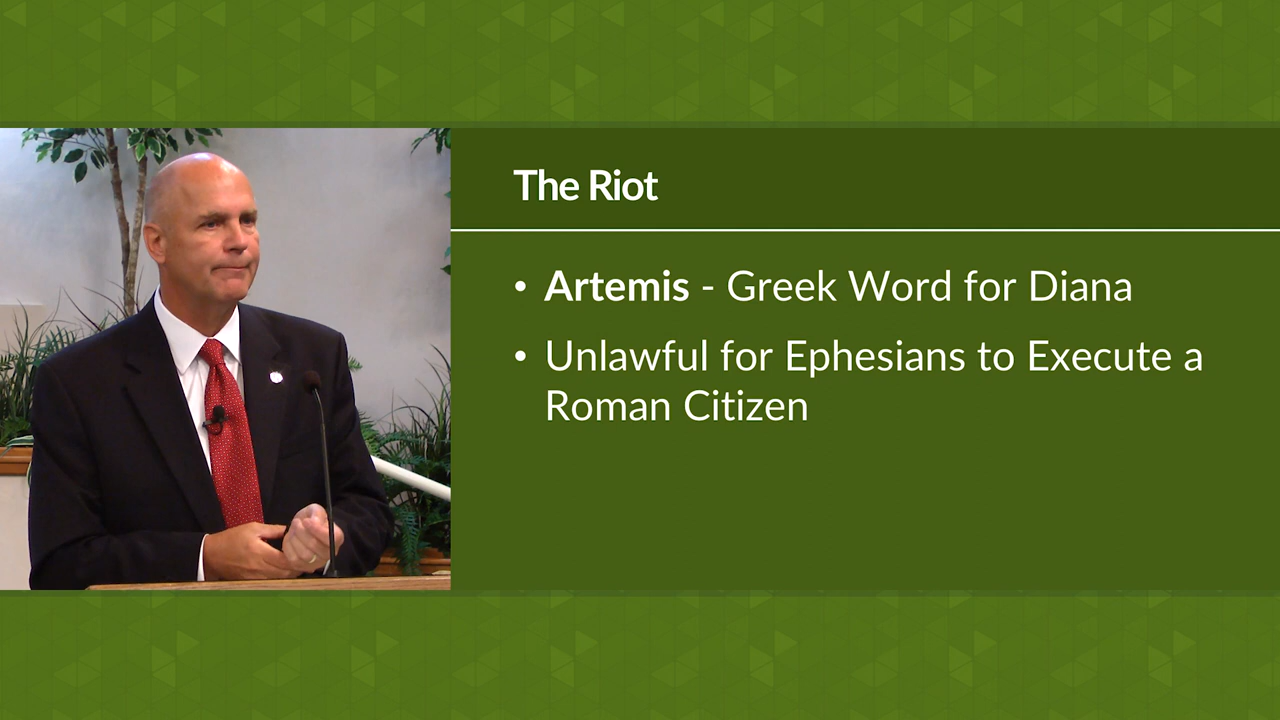 The Riot
• Artemis - Greek Word for Diana
• Unlawful for Ephesians to Execute a
Roman Citizen